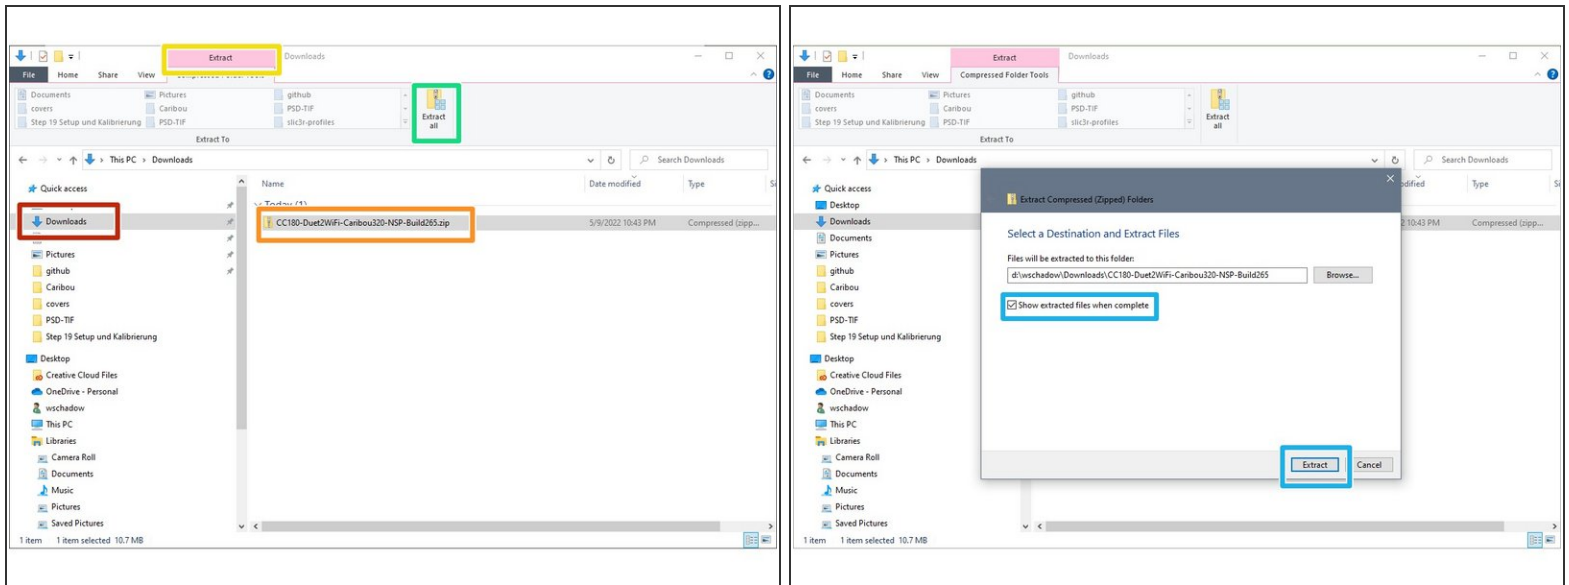 Extract
Downloads
File Home Share View
Documents Pictures github
covers Caribou PSD-TIF
Step 19 Setup und Kalibrierung PSD-TIF slic3r-profiles
Extract all
Extract To
This PC > Downloads
Search Downloads
Quick access
Downloads
Pictures
github
Caribou
covers
PSD-TIF
Step 19 Setup und Kalibrierung
Desktop
Creative Cloud Files
OneDrive - Personal
wschadow
This PC
Libraries
Camera Roll
Documents
Music
Pictures
Saved Pictures
Name Date modified Type
Today (1)
CC180-Duet2WiFi-Caribou320-NSP-Build265.zip 5/9/2022 10:43 PM Compressed (zipp...
1 item 1 item selected 10.7 MB
Extract
Downloads
File Home Share View Compressed Folder Tools
Documents Pictures github
covers Caribou PSD-TIF
Step 19 Setup und Kalibrierung PSD-TIF slic3r-profiles
Extract all
Extract To
This PC > Downloads
Search Downloads
Quick access
Desktop
Downloads
Documents
Pictures
github
Caribou
covers
PSD-TIF
Step 19 Setup und Kalibrierung
Desktop
Creative Cloud Files
OneDrive - Personal
wschadow
This PC
Libraries
Camera Roll
Documents
Music
Pictures
Saved Pictures
Type
10:43 PM Compressed (zipp...
Extract Compressed (Zipped) Folders
Select a Destination and Extract Files
Files will be extracted to this folder:
d:\wschadow\Downloads\CC180-Duet2WiFi-Caribou320-NSP-Build265 Browse...
Show extracted files when complete
Extract Cancel
1 item 1 item selected 10.7 MB